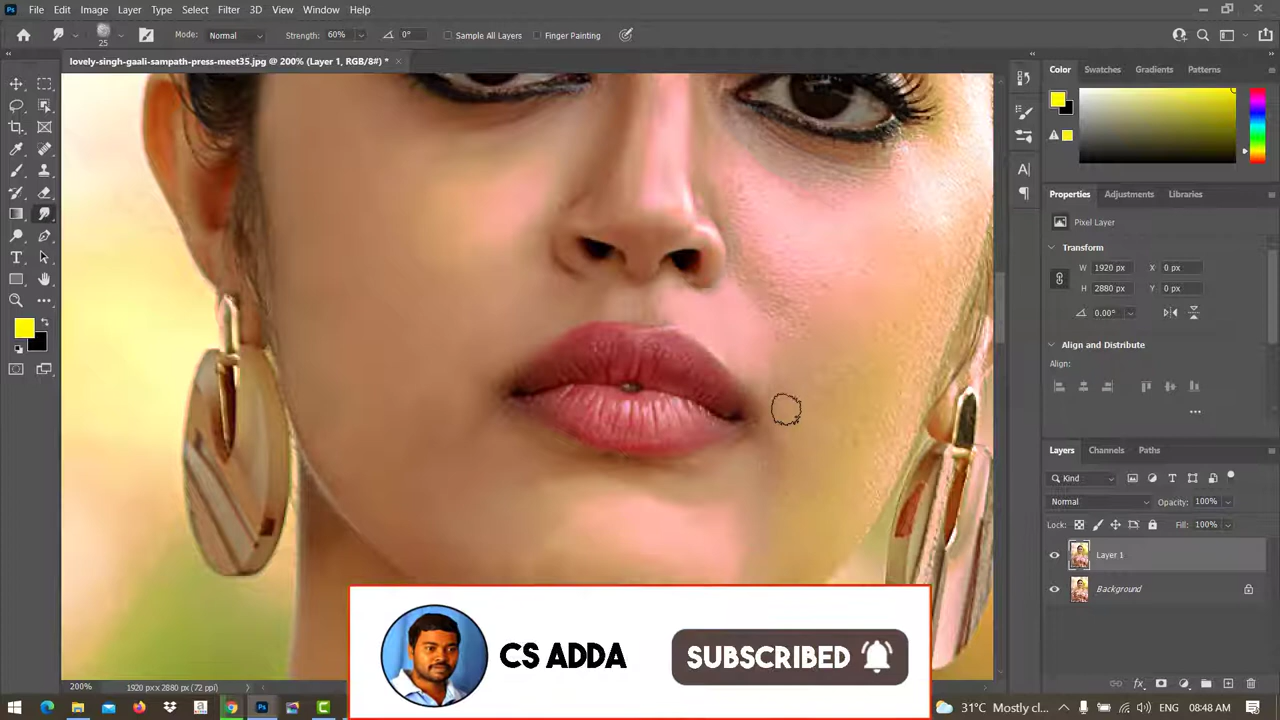 Ps File Edit Image Layer Type Select Filter 3D View Window Help
25 Mode: Normal Strength: 60% 0° Sample All Layers Finger Painting
lovely-singh-gaali-sampath-press-meet35.jpg @ 200% (Layer 1, RGB/8#) *
Color Swatches Gradients Patterns
Properties Adjustments Libraries
Pixel Layer
Transform
W 1920 px X 0 px
H 2880 px Y 0 px
0.00°
Align and Distribute
Align:
Layers Channels Paths
Kind
Normal Opacity: 100%
Lock: Fill: 100%
Layer 1
Background
CS ADDA SUBSCRIBED
200% 1920 px x 2880 px (72 ppi)
31°C Mostly cl... ENG 08:48 AM